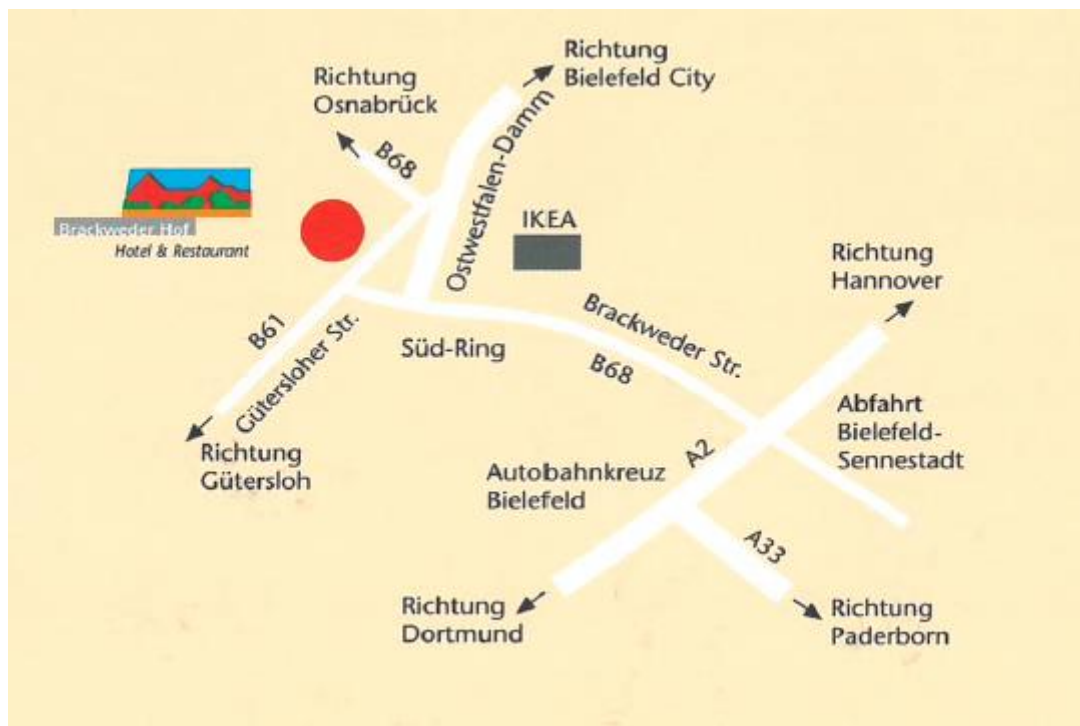 Richtung
Bielefeld City
Richtung
Osnabrück
B68
Ostwestfalen-Damm
Brackweder Hof
Hotel & Restaurant
IKEA
Richtung
Hannover
B61
Gütersloher Str.
Süd-Ring
Brackweder Str.
B68
Abfahrt
Bielefeld-
Sennestadt
Richtung
Gütersloh
A2
Autobahnkreuz
Bielefeld
A33
Richtung
Dortmund
Richtung
Paderborn